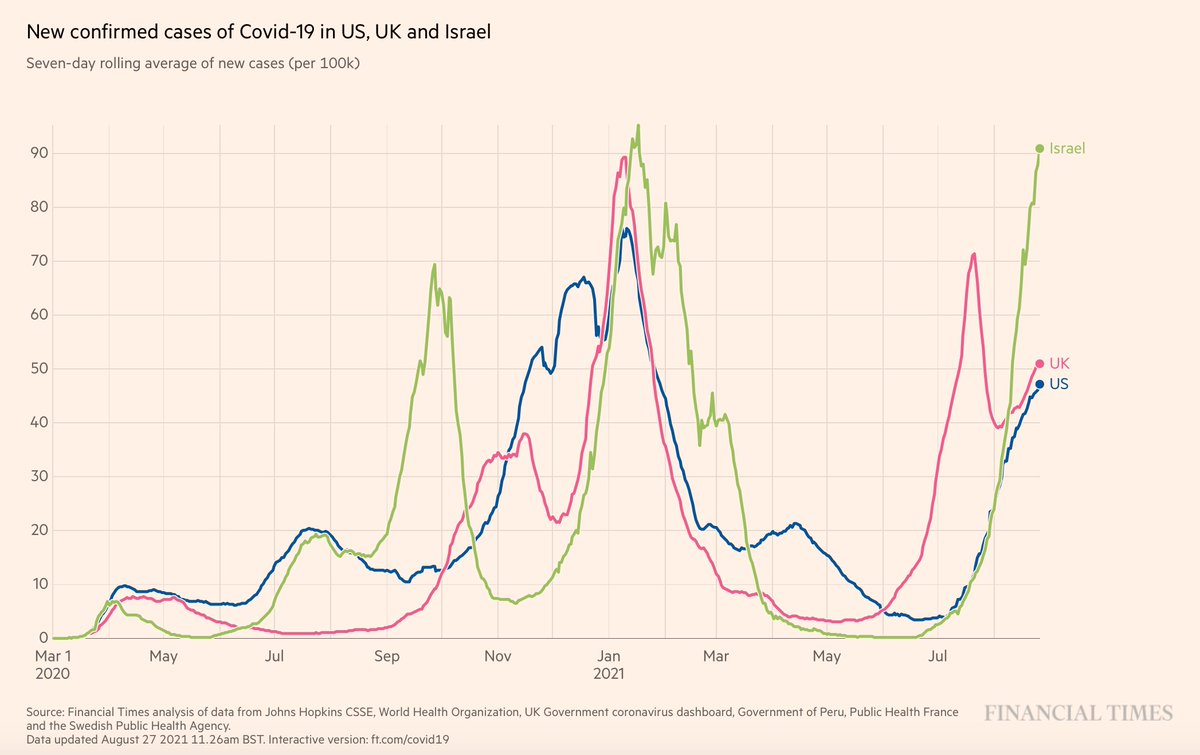 New confirmed cases of Covid-19 in US, UK and Israel
Seven-day rolling average of new cases (per 100k)
90
80
70
60
50
40
30
20
10
0
Israel
UK
US
Mar 1
2020
May
Jul
Sep
Nov
Jan
2021
Mar
May
Jul
Source: Financial Times analysis of data from Johns Hopkins CSSE, World Health Organization, UK Government coronavirus dashboard, Government of Peru, Public Health France
and the Swedish Public Health Agency.
Data updated August 27 2021 11.26am BST. Interactive version: ft.com/covid19
FINANCIAL TIMES